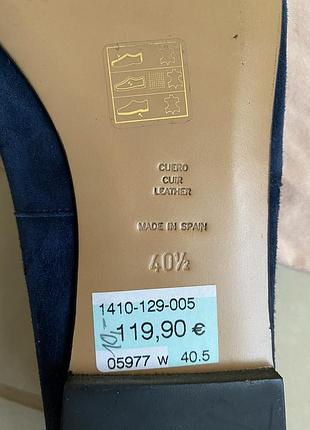 CUERO
CUIR
LEATHER
MADE IN SPAIN
40½
1410-129-005
119,90 €
05977 W 40.5